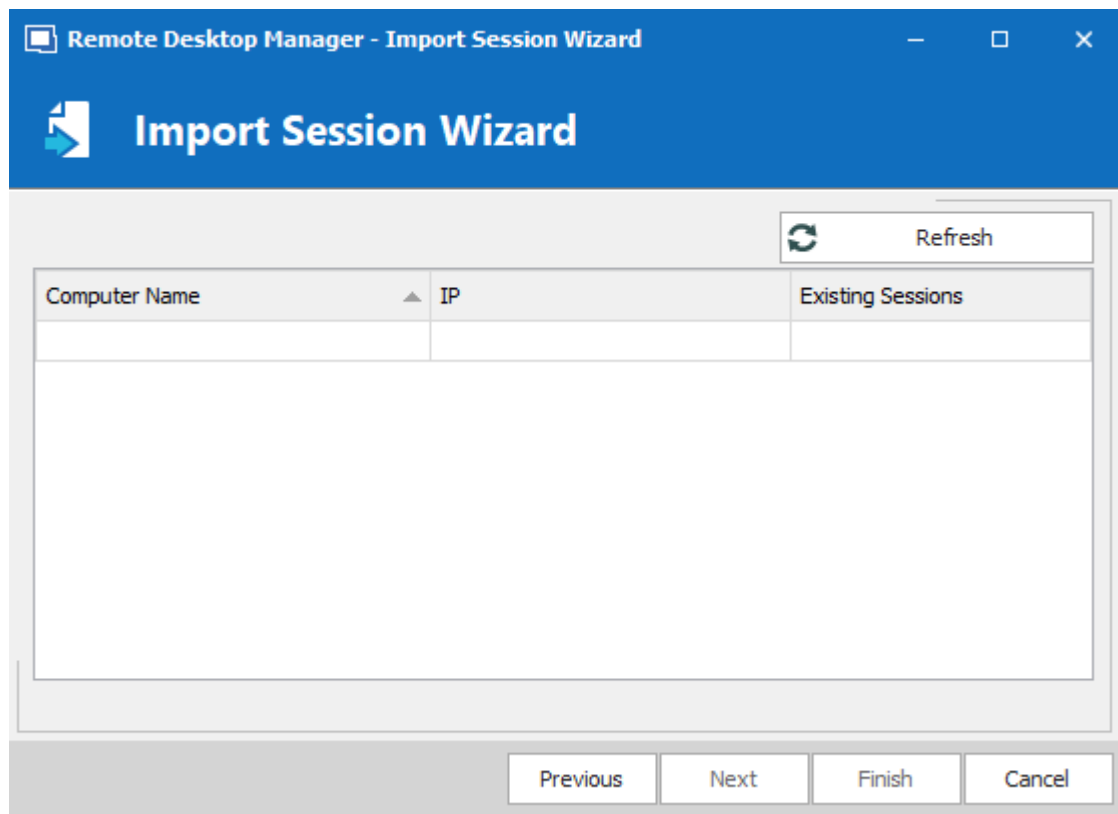 Remote Desktop Manager - Import Session Wizard
Import Session Wizard
Refresh
Computer Name IP Existing Sessions
Previous Next Finish Cancel